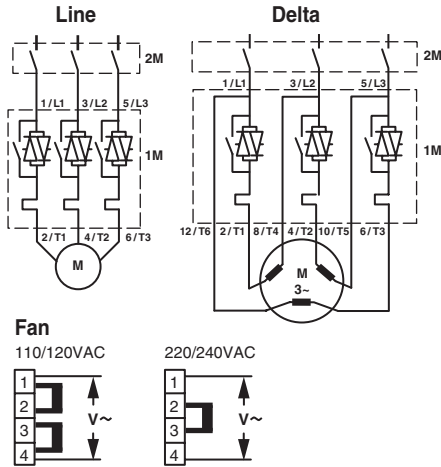 Line Delta
2M 2M
1/L1 3/L2 5/L3 1/L1 3/L2 5/L3
1M 1M
2/T1 4/T2 6/T3 12/T6 2/T1 8/T4 4/T2 10/T5 6/T3
M M
3~
Fan
110/120VAC 220/240VAC
1 1
2 2
V~ V~
3 3
4 4